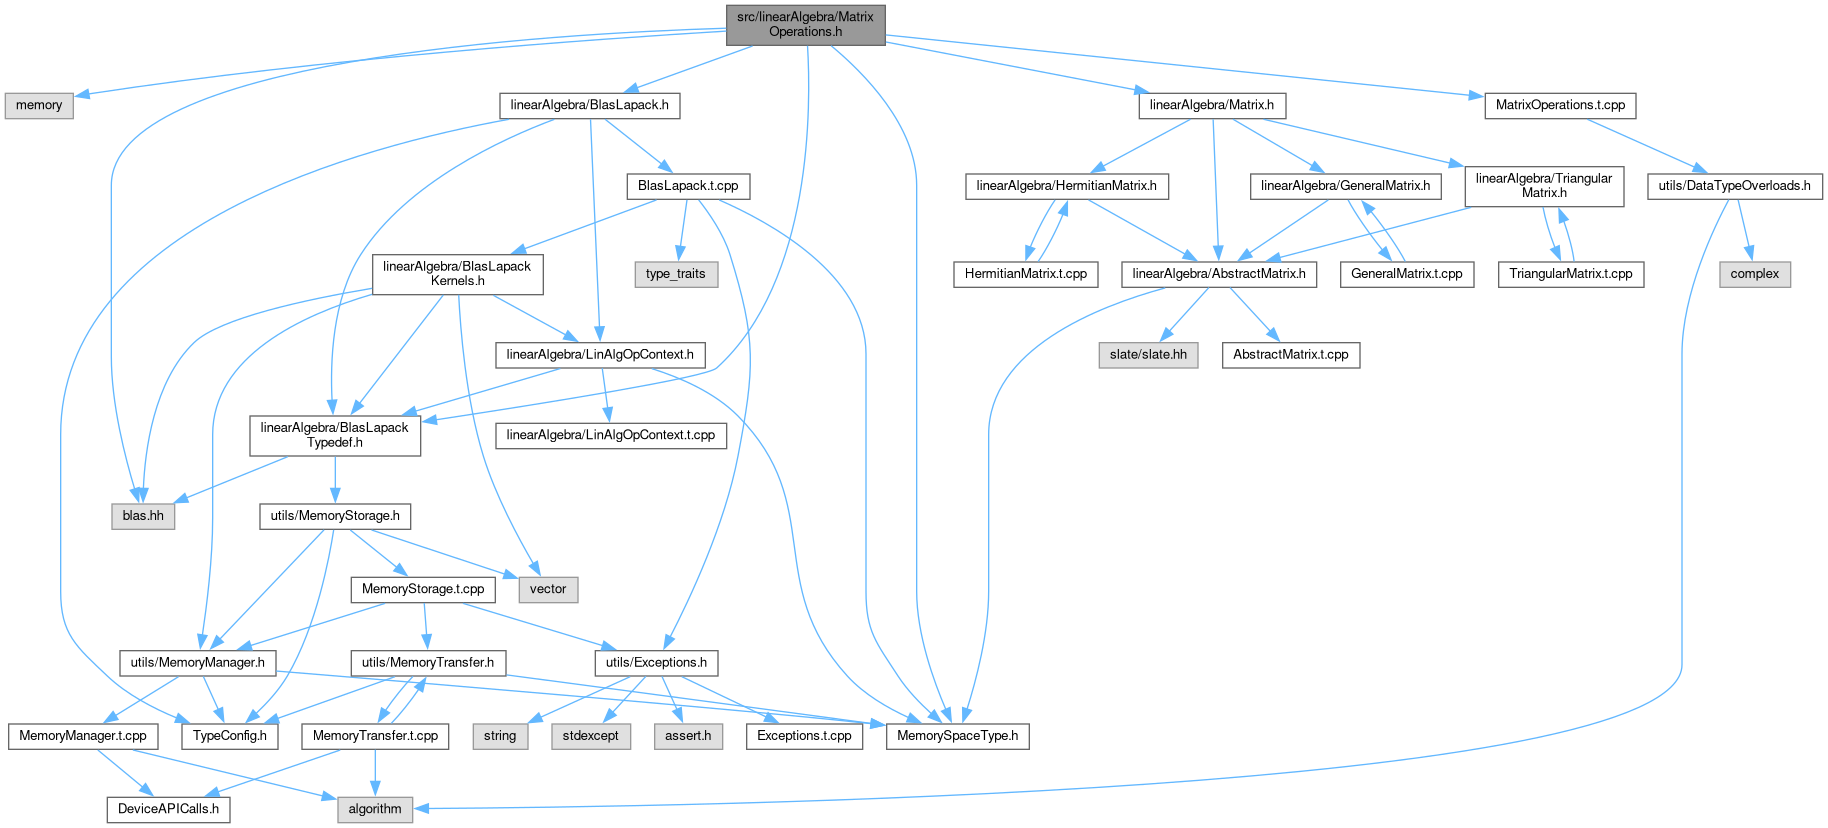 src/linearAlgebra/Matrix
Operations.h
memory
linearAlgebra/BlasLapack.h
linearAlgebra/Matrix.h
MatrixOperations.t.cpp
BlasLapack.t.cpp
linearAlgebra/HermitianMatrix.h
linearAlgebra/GeneralMatrix.h
linearAlgebra/Triangular
Matrix.h
utils/DataTypeOverloads.h
linearAlgebra/BlasLapack
Kernels.h
type_traits
HermitianMatrix.t.cpp
linearAlgebra/AbstractMatrix.h
GeneralMatrix.t.cpp
TriangularMatrix.t.cpp
complex
linearAlgebra/LinAlgOpContext.h
slate/slate.hh
AbstractMatrix.t.cpp
linearAlgebra/BlasLapack
Typedef.h
linearAlgebra/LinAlgOpContext.t.cpp
blas.hh
utils/MemoryStorage.h
MemoryStorage.t.cpp
vector
utils/MemoryManager.h
utils/MemoryTransfer.h
utils/Exceptions.h
MemoryManager.t.cpp
TypeConfig.h
MemoryTransfer.t.cpp
string
stdexcept
assert.h
Exceptions.t.cpp
MemorySpaceType.h
DeviceAPICalls.h
algorithm